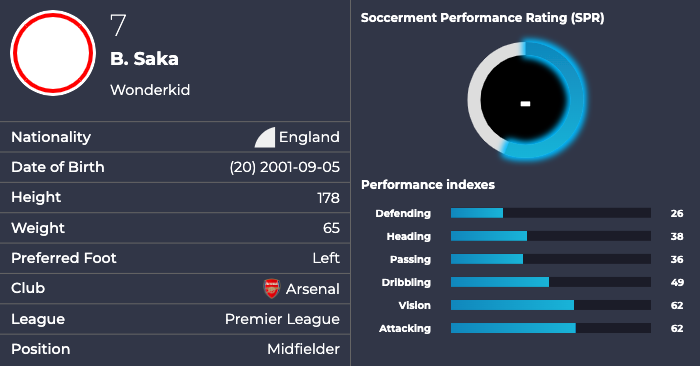 7
B. Saka
Wonderkid
Nationality England
Date of Birth (20) 2001-09-05
Height 178
Weight 65
Preferred Foot Left
Club Arsenal
League Premier League
Position Midfielder
Soccerment Performance Rating (SPR)
-
Performance indexes
Defending 26
Heading 38
Passing 36
Dribbling 49
Vision 62
Attacking 62